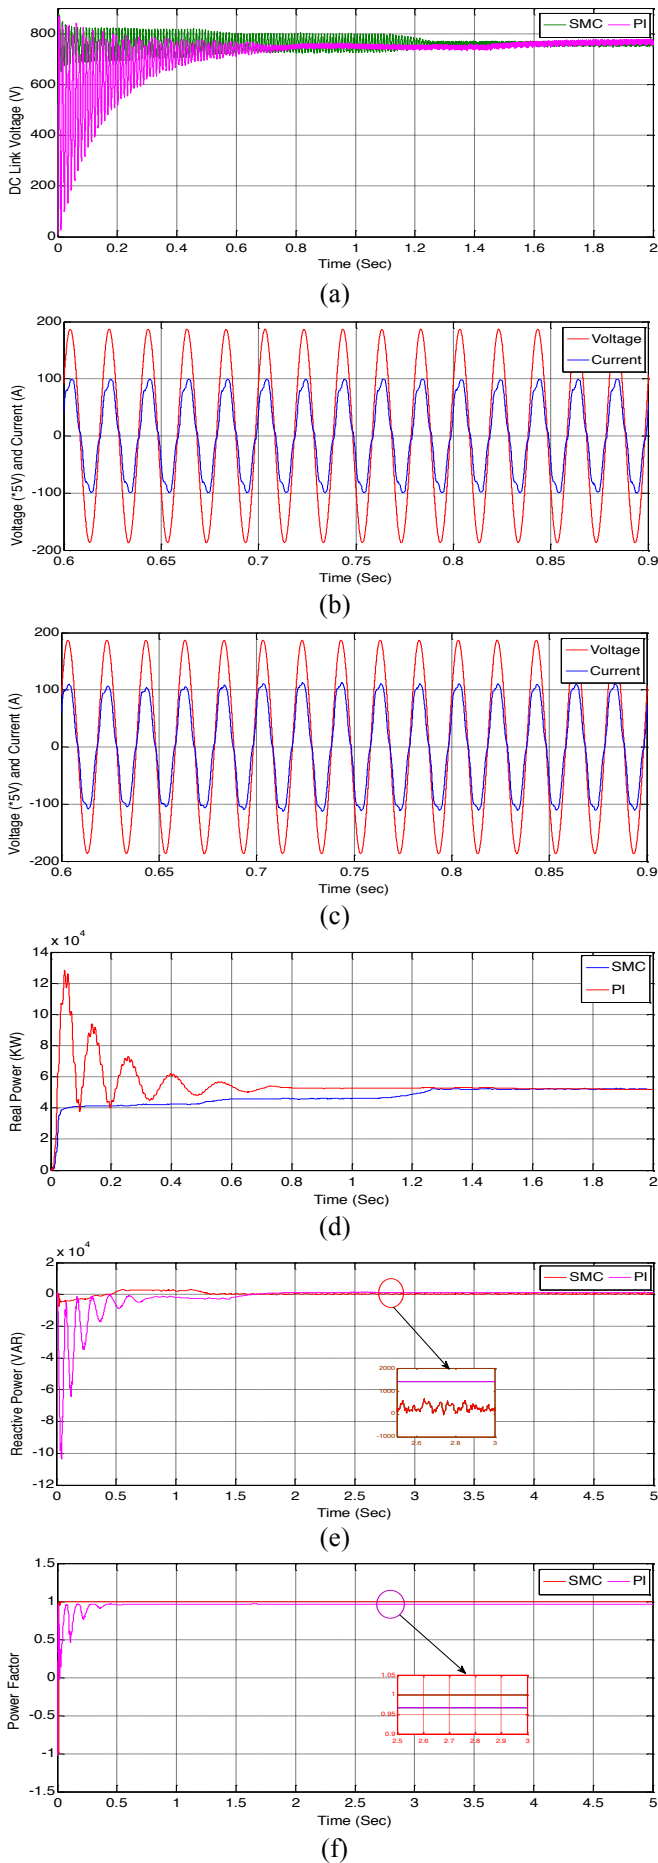 SMC PI
800
600
400
200
0
DC Link Voltage (V)
0 0.2 0.4 0.6 0.8 1 1.2 1.4 1.6 1.8 2
Time (Sec)
(a)
Voltage
Current
200
100
0
-100
-200
Voltage (*5V) and Current (A)
0.6 0.65 0.7 0.75 0.8 0.85 0.9
Time (Sec)
(b)
Voltage
Current
200
100
0
-100
-200
Voltage (*5V) and Current (A)
0.6 0.65 0.7 0.75 0.8 0.85 0.9
Time (sec)
(c)
x 10⁴
SMC
PI
14
12
10
8
6
4
2
0
Real Power (KW)
0 0.2 0.4 0.6 0.8 1 1.2 1.4 1.6 1.8 2
Time (Sec)
(d)
x 10⁴
SMC PI
2
0
-2
-4
-6
-8
-10
-12
Reactive Power (VAR)
2000
1000
0
-1000
2.6 2.8 3
0 0.5 1 1.5 2 2.5 3 3.5 4 4.5 5
Time (Sec)
(e)
SMC PI
1.5
1
0.5
0
-0.5
-1
-1.5
Power Factor
1.05
1
0.95
0.9
2.5 2.6 2.7 2.8 2.9 3
0 0.5 1 1.5 2 2.5 3 3.5 4 4.5 5
Time (Sec)
(f)